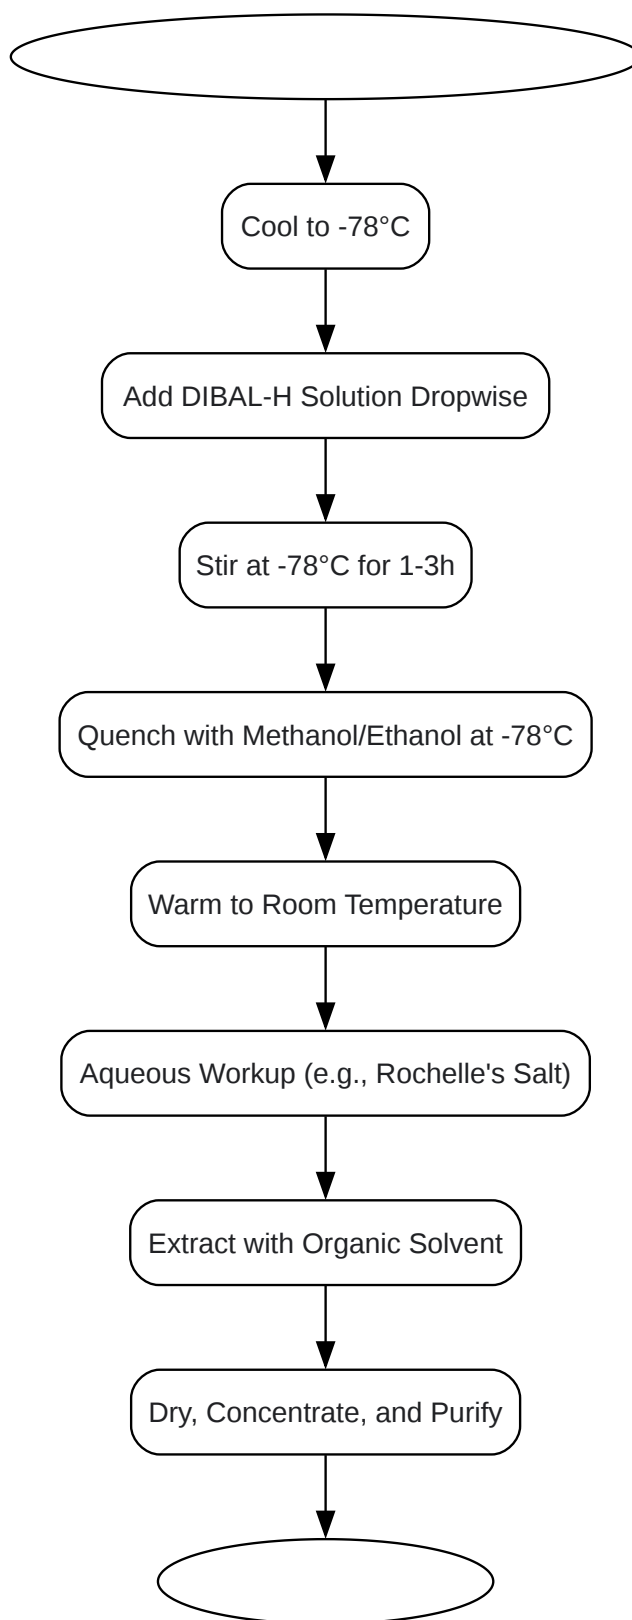 Cool to -78°C
Add DIBAL-H Solution Dropwise
Stir at -78°C for 1-3h
Quench with Methanol/Ethanol at -78°C
Warm to Room Temperature
Aqueous Workup (e.g., Rochelle's Salt)
Extract with Organic Solvent
Dry, Concentrate, and Purify